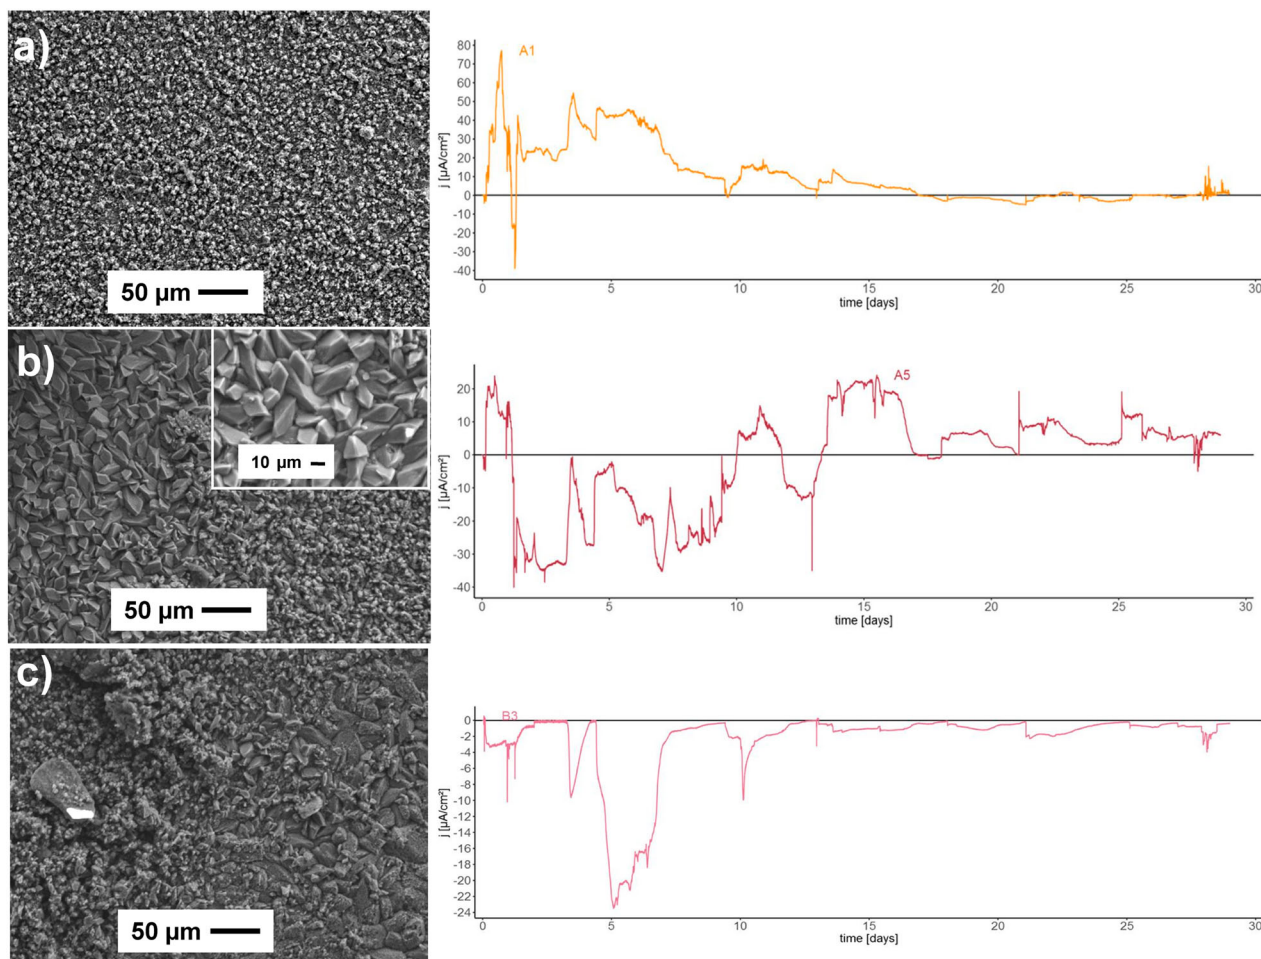 a)
50 µm
A1
j [µA/cm²]
80
70
60
50
40
30
20
10
0
-10
-20
-30
-40
0 5 10 15 20 25 30
time [days]
b)
10 µm
50 µm
A5
j [µA/cm²]
20
10
0
-10
-20
-30
-40
0 5 10 15 20 25 30
time [days]
c)
50 µm
B3
j [µA/cm²]
0
-2
-4
-6
-8
-10
-12
-14
-16
-18
-20
-22
-24
0 5 10 15 20 25 30
time [days]